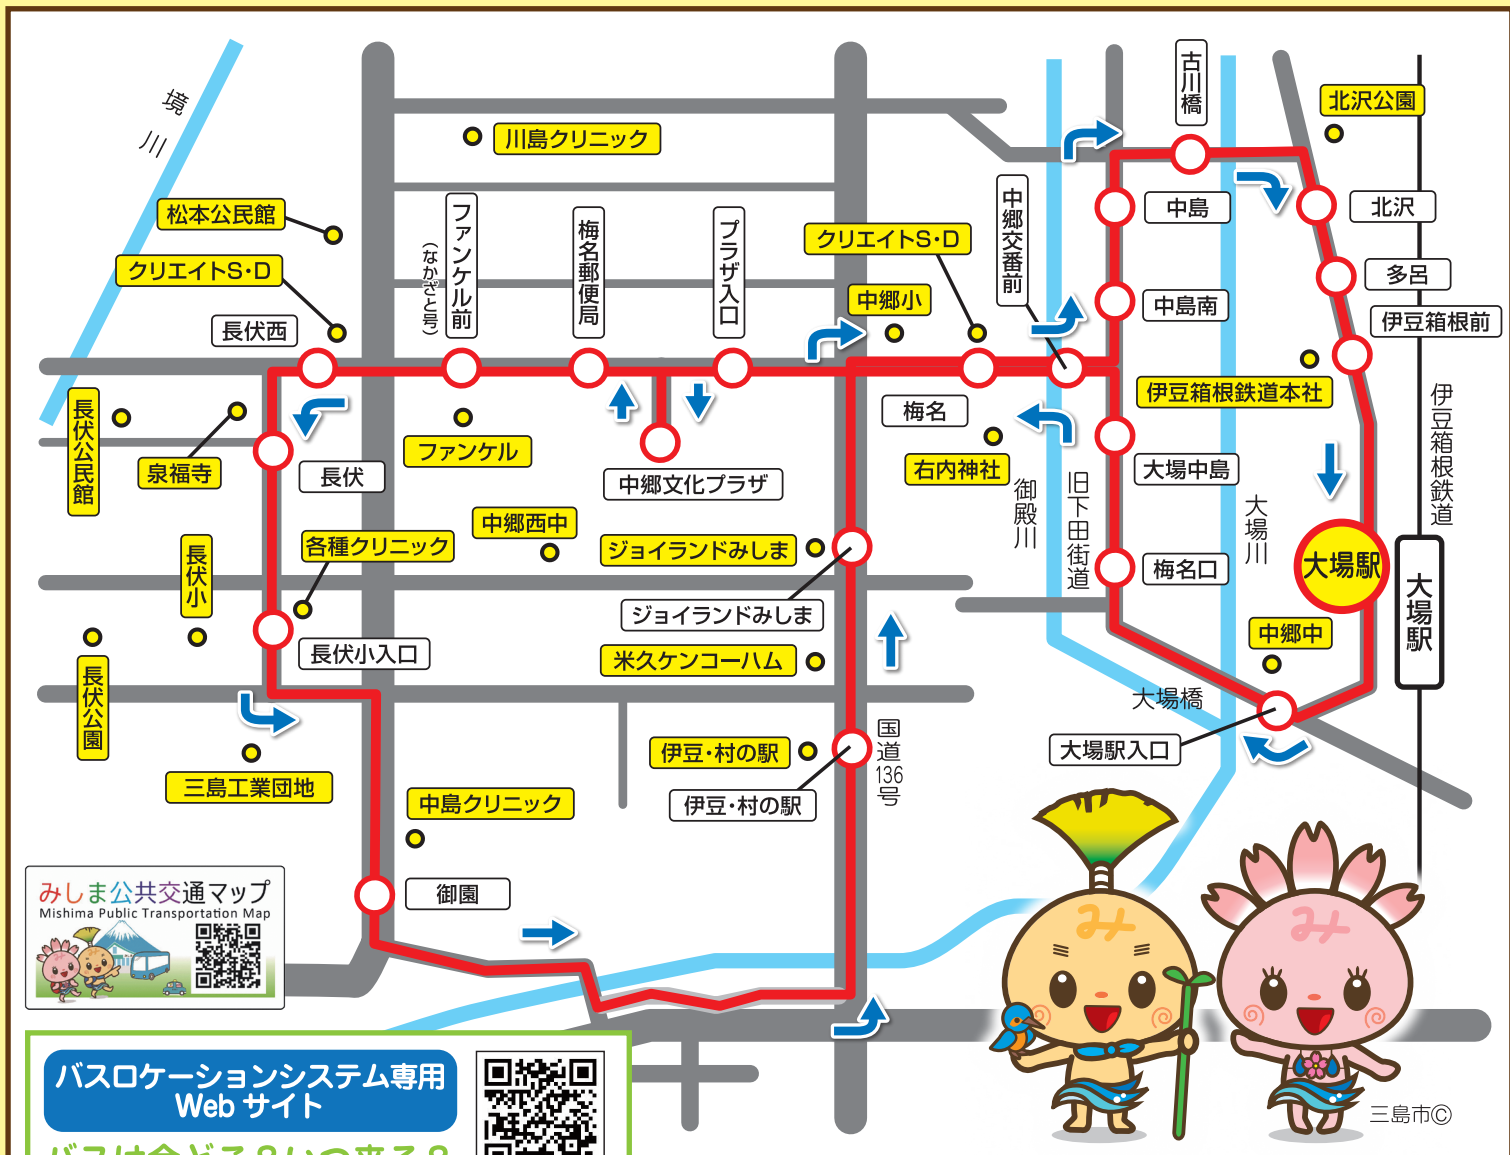 境川
古川橋
北沢公園
川島クリニック
松本公民館
ファンケル前
(なかざと号)
梅名郵便局
プラザ入口
クリエイトS・D
中郷交番前
中島
北沢
クリエイトS・D
中郷小
中島南
多呂
長伏西
伊豆箱根前
伊豆箱根鉄道本社
長伏公民館
泉福寺
長伏
ファンケル
中郷文化プラザ
梅名
右内神社
御殿川
旧下田街道
大場中島
大場川
伊豆箱根鉄道
長伏小
各種クリニック
中郷西中
ジョイランドみしま
ジョイランドみしま
梅名口
大場駅
大場駅
中郷中
長伏小入口
米久ケンコーハム
長伏公園
大場橋
大場駅入口
三島工業団地
伊豆・村の駅
伊豆・村の駅
国道136号
中島クリニック
御園
みしま公共交通マップ
Mishima Public Transportation Map
み
み
バスロケーションシステム専用
Web サイト
バスは今どこ?いつ来る?
三島市©